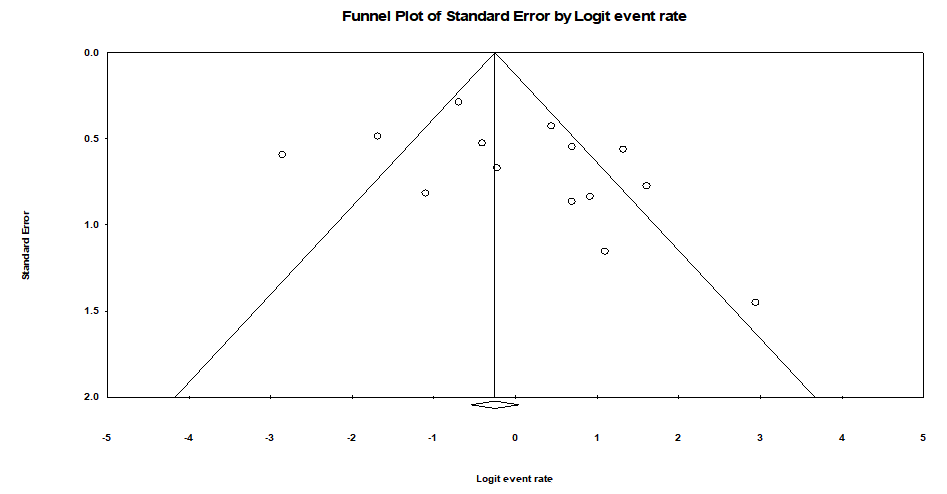 Funnel Plot of Standard Error by Logit event rate
0.0
0.5
1.0
1.5
2.0
Standard Error
-5 -4 -3 -2 -1 0 1 2 3 4 5
Logit event rate